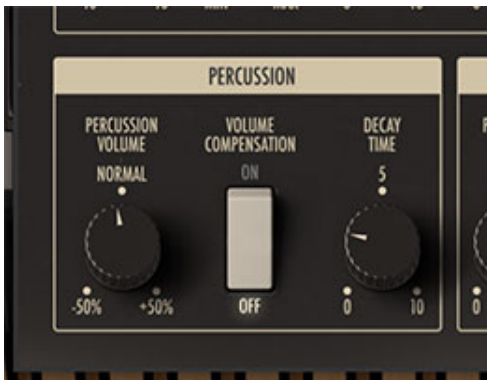 PERCUSSION
PERCUSSION VOLUME
COMPENSATION
DECAY
VOLUME
TIME
NORMAL
ON
5
-50% +50%
OFF
0 10
0